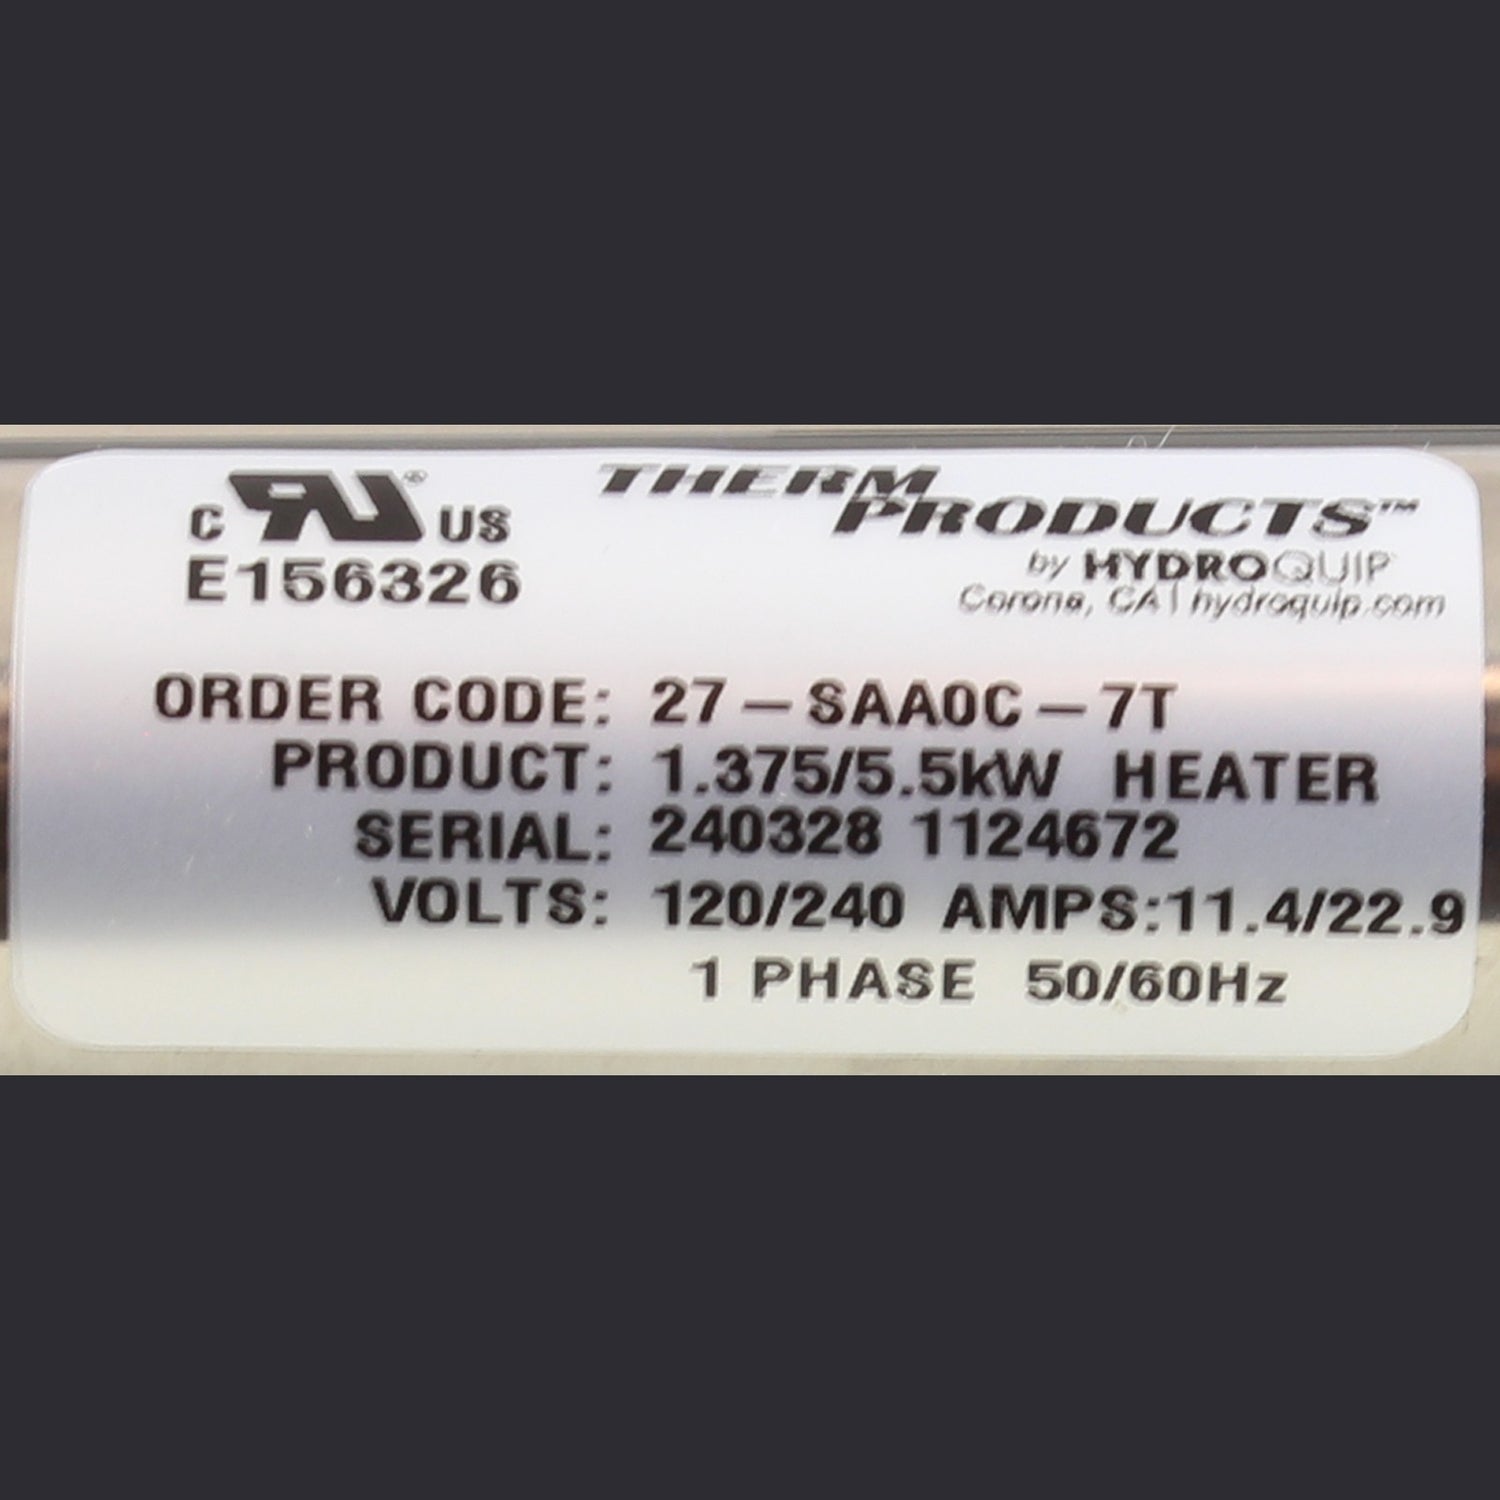 c RU® US
E156326
THERM
PRODUCTS™
by HYDROQUIP
Corona, CA | hydroquip.com
ORDER CODE: 27-SAA0C-7T
PRODUCT: 1.375/5.5kW HEATER
SERIAL: 240328 1124672
VOLTS: 120/240 AMPS:11.4/22.9
1 PHASE 50/60Hz